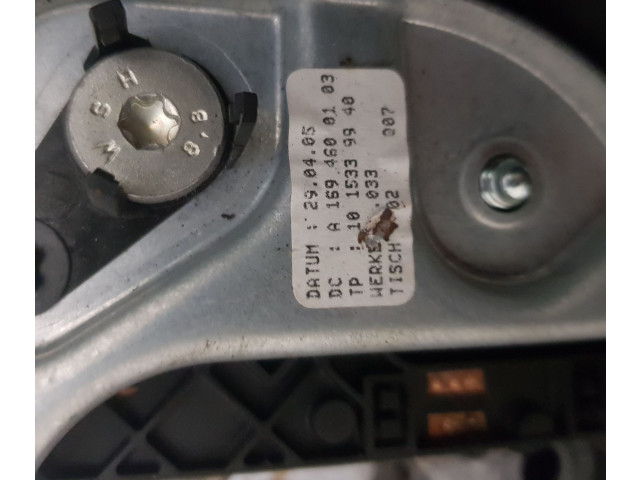 WSH 8.8
DATUM : 29.04.05
DC : A 169 460 01 03
TP : 10 1533 99 40
WERKE 033
TISCH 02 007